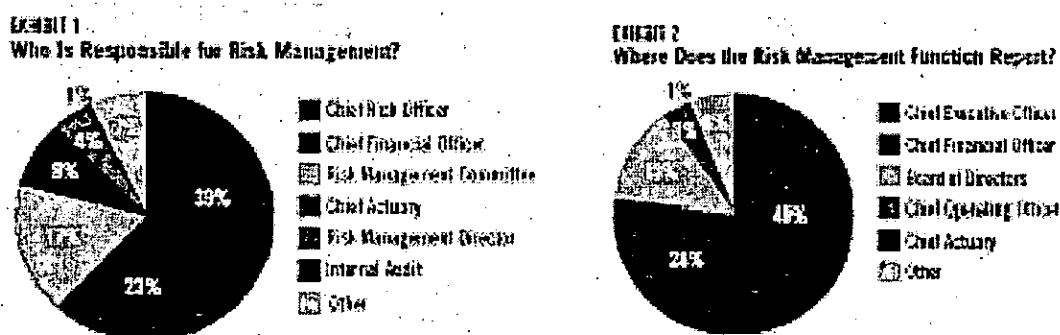 EXHIBIT 1
Who Is Responsible for Risk Management?
1%
4%
9%
39%
23%
Chief Risk Officer
Chief Financial Officer
Risk Management Committee
Chief Actuary
Risk Management Director
Internal Audit
Other
EXHIBIT 2
Where Does the Risk Management Function Report?
1%
Chief Executive Officer
Chief Financial Officer
Board of Directors
Chief Operating Officer
Chief Actuary
Other